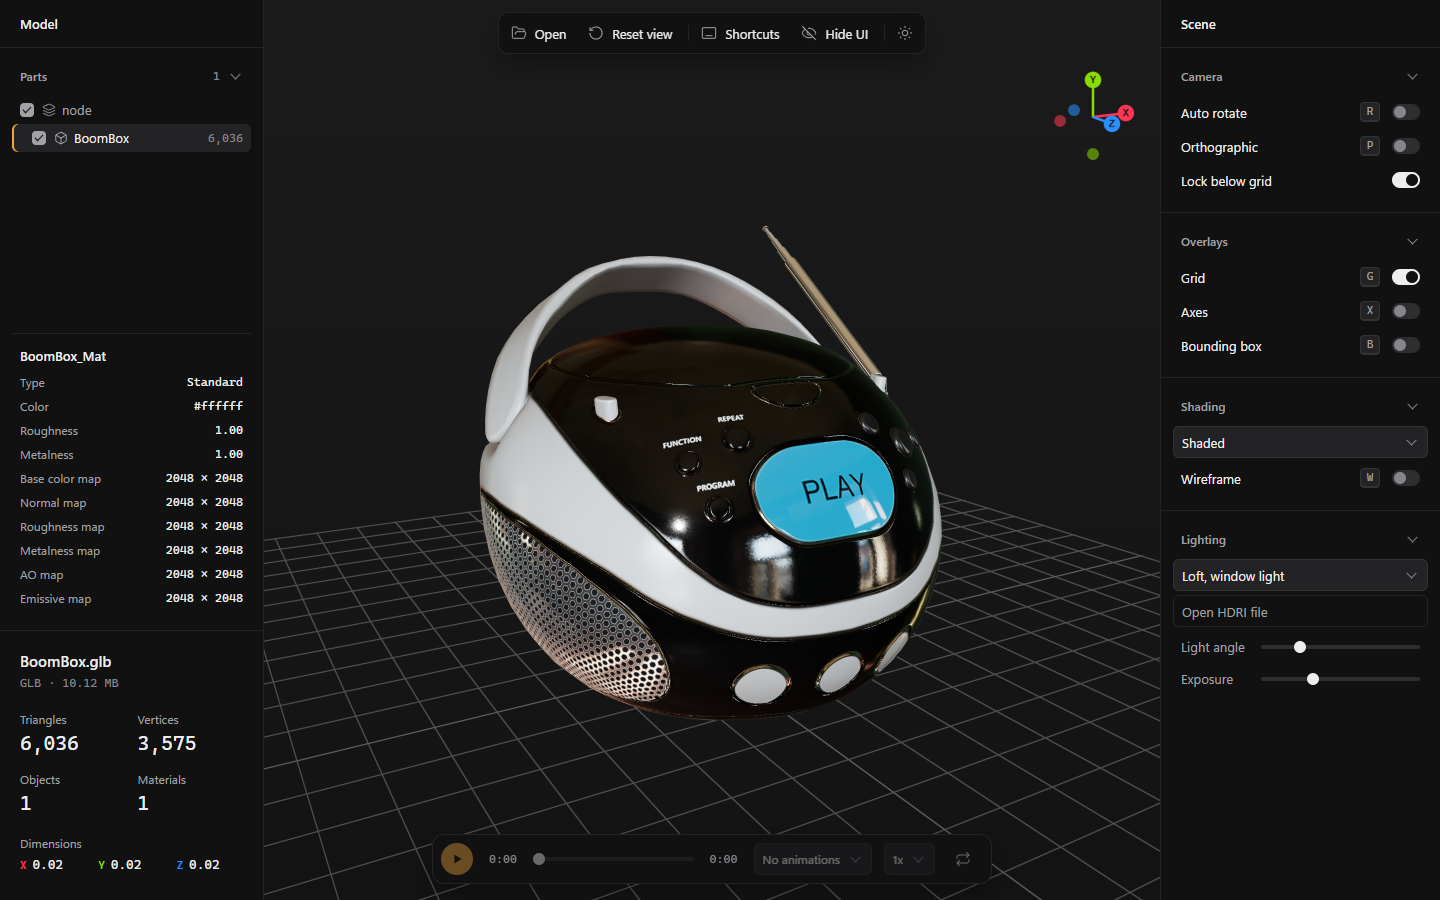 Model
Open
Reset view
Shortcuts
Hide UI
Scene
Parts 1
node
BoomBox 6,036
BoomBox_Mat
Type Standard
Color #ffffff
Roughness 1.00
Metalness 1.00
Base color map 2048 × 2048
Normal map 2048 × 2048
Roughness map 2048 × 2048
Metalness map 2048 × 2048
AO map 2048 × 2048
Emissive map 2048 × 2048
BoomBox.glb
GLB · 10.12 MB
Triangles Vertices
6,036 3,575
Objects Materials
1 1
Dimensions
X 0.02 Y 0.02 Z 0.02
Y
X
Z
REPEAT
FUNCTION
PROGRAM
PLAY
0:00 0:00 No animations 1x
Camera
Auto rotate R
Orthographic P
Lock below grid
Overlays
Grid G
Axes X
Bounding box B
Shading
Shaded
Wireframe W
Lighting
Loft, window light
Open HDRI file
Light angle
Exposure